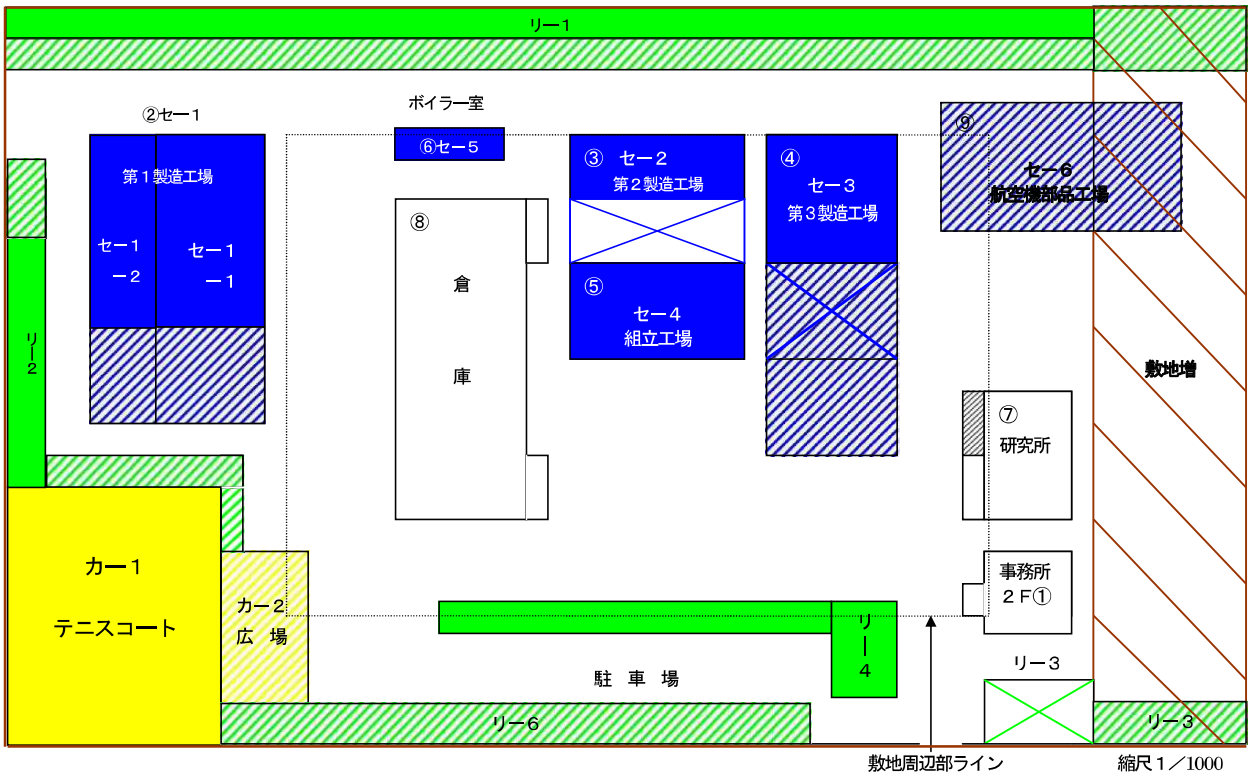 リー１
ボイラー室
②セー１
⑥セー５
③ セー２
第２製造工場
④
セー３
第３製造工場
⑨
セー６
航空機部品工場
第１製造工場
セー１
ー２
セー１
ー１
⑧
倉
庫
⑤
セー４
組立工場
リー２
敷地増
⑦
研究所
カー１
テニスコート
カー２
広　場
事務所
２Ｆ①
リー４
駐　車　場
リー３
リー６
リー３
敷地周辺部ライン
縮尺１／1000